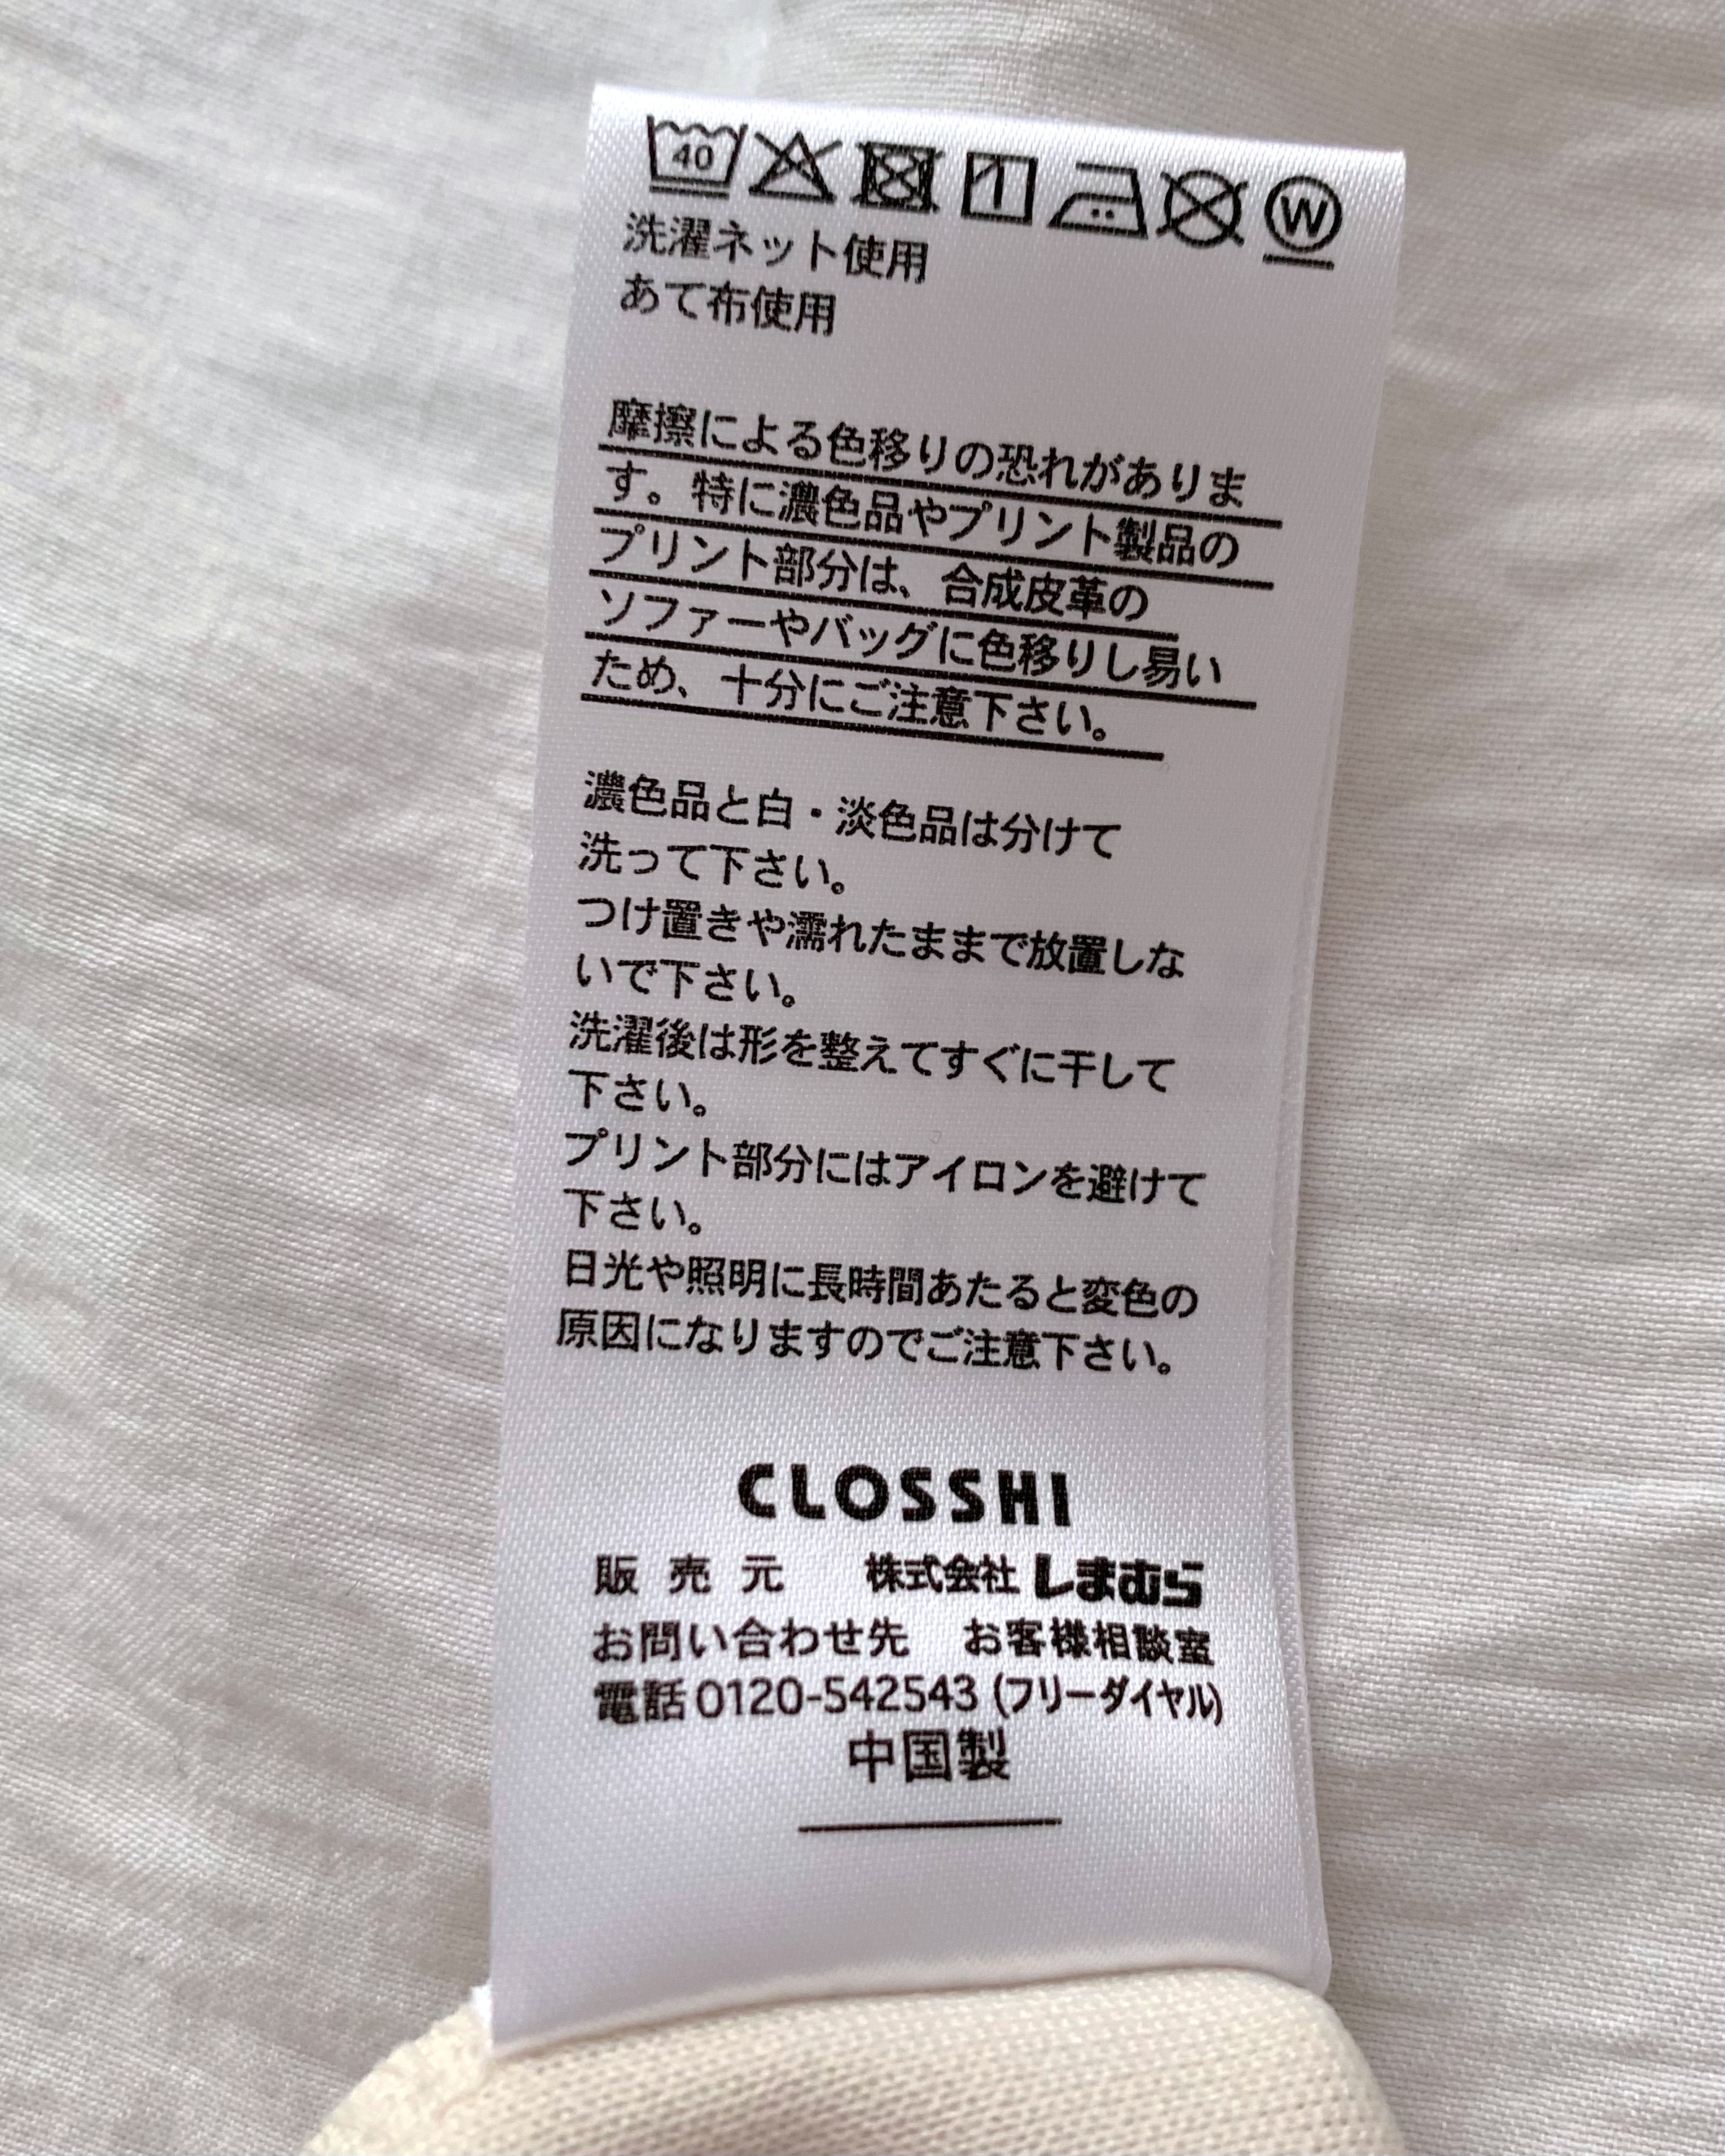 40 W
洗濯ネット使用
あて布使用
摩擦による色移りの恐れがありま
す。特に濃色品やプリント製品の
プリント部分は、合成皮革の
ソファーやバッグに色移りし易い
ため、十分にご注意下さい。
濃色品と白・淡色品は分けて
洗って下さい。
つけ置きや濡れたままで放置しな
いで下さい。
洗濯後は形を整えてすぐに干して
下さい。
プリント部分にはアイロンを避けて
下さい。
日光や照明に長時間あたると変色の
原因になりますのでご注意下さい。
CLOSSHI
販売元 株式会社しまむら
お問い合わせ先 お客様相談室
電話0120-542543 (フリーダイヤル)
中国製